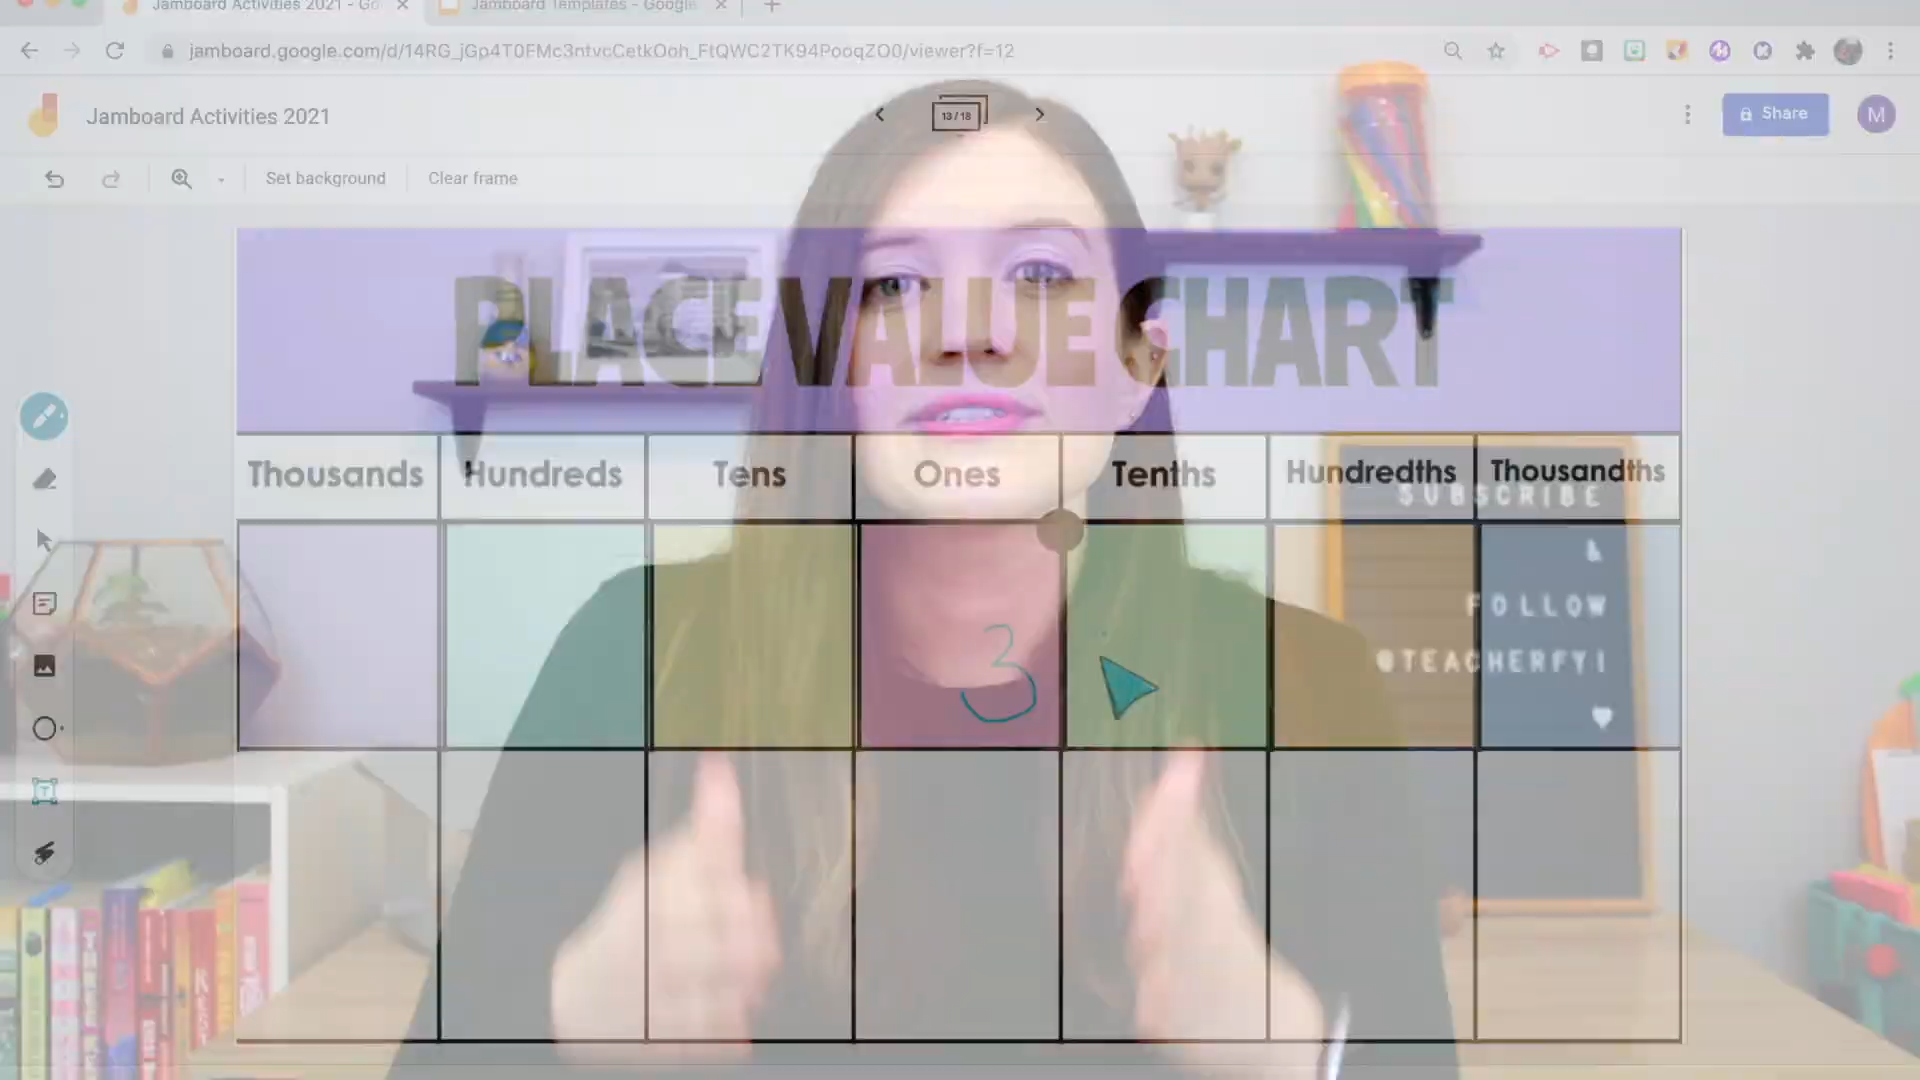 Jamboard Activities 2021 - Go
Jamboard Templates - Google
jamboard.google.com/d/14RG_jGp4T0FMc3ntvcCetkOoh_FtQWC2TK94PooqZO0/viewer?f=12
Jamboard Activities 2021
13 / 18
Share
M
Set background
Clear frame
PLACE VALUE CHART
Thousands Hundreds Tens Ones Tenths Hundredths Thousandths
SUBSCRIBE
&
FOLLOW
@TEACHERFYI
3